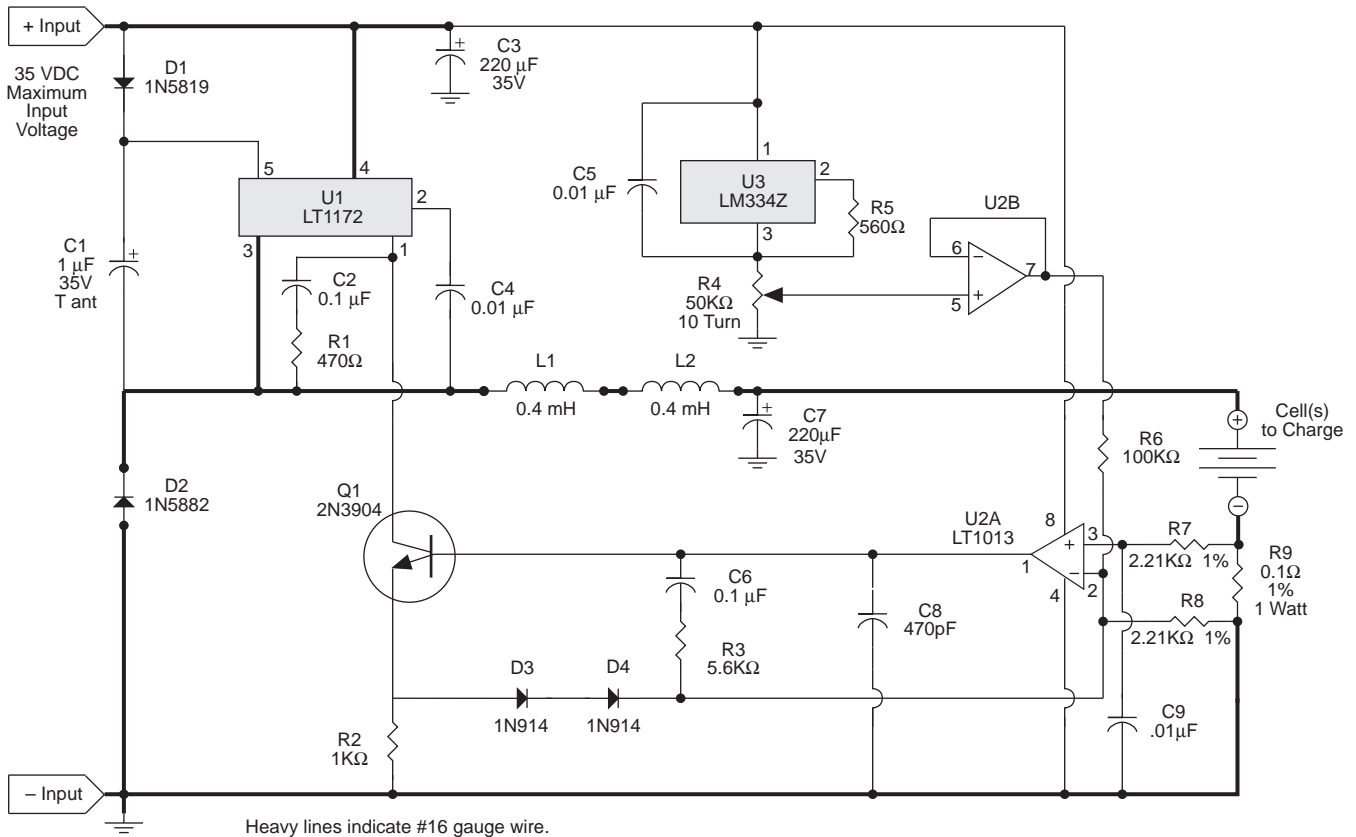 + Input
35 VDC
Maximum
Input
Voltage
D1
1N5819
C3
220 µF
35V
+
5
4
U1
LT1172
2
3
1
C1
1 µF
35V
T ant
+
C2
0.1 µF
R1
470Ω
C4
0.01 µF
C5
0.01 µF
1
U3
LM334Z
2
3
R5
560Ω
R4
50KΩ
10 Turn
U2B
6
−
7
5
+
L1
0.4 mH
L2
0.4 mH
C7
220µF
35V
+
Cell(s)
to Charge
+
−
R6
100KΩ
D2
1N5882
Q1
2N3904
U2A
LT1013
8
+
3
1
−
2
4
R7
2.21KΩ 1%
R9
0.1Ω
1%
1 Watt
R8
2.21KΩ 1%
C6
0.1 µF
R3
5.6KΩ
C8
470pF
D3
1N914
D4
1N914
C9
.01µF
R2
1KΩ
– Input
Heavy lines indicate #16 gauge wire.